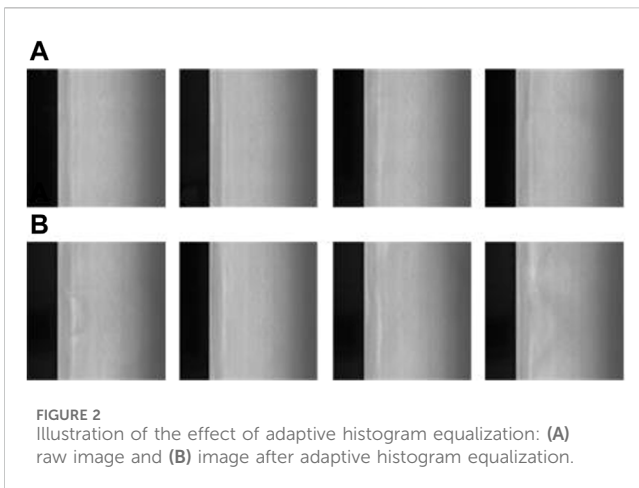 A
B
FIGURE 2
Illustration of the effect of adaptive histogram equalization: (A)
raw image and (B) image after adaptive histogram equalization.